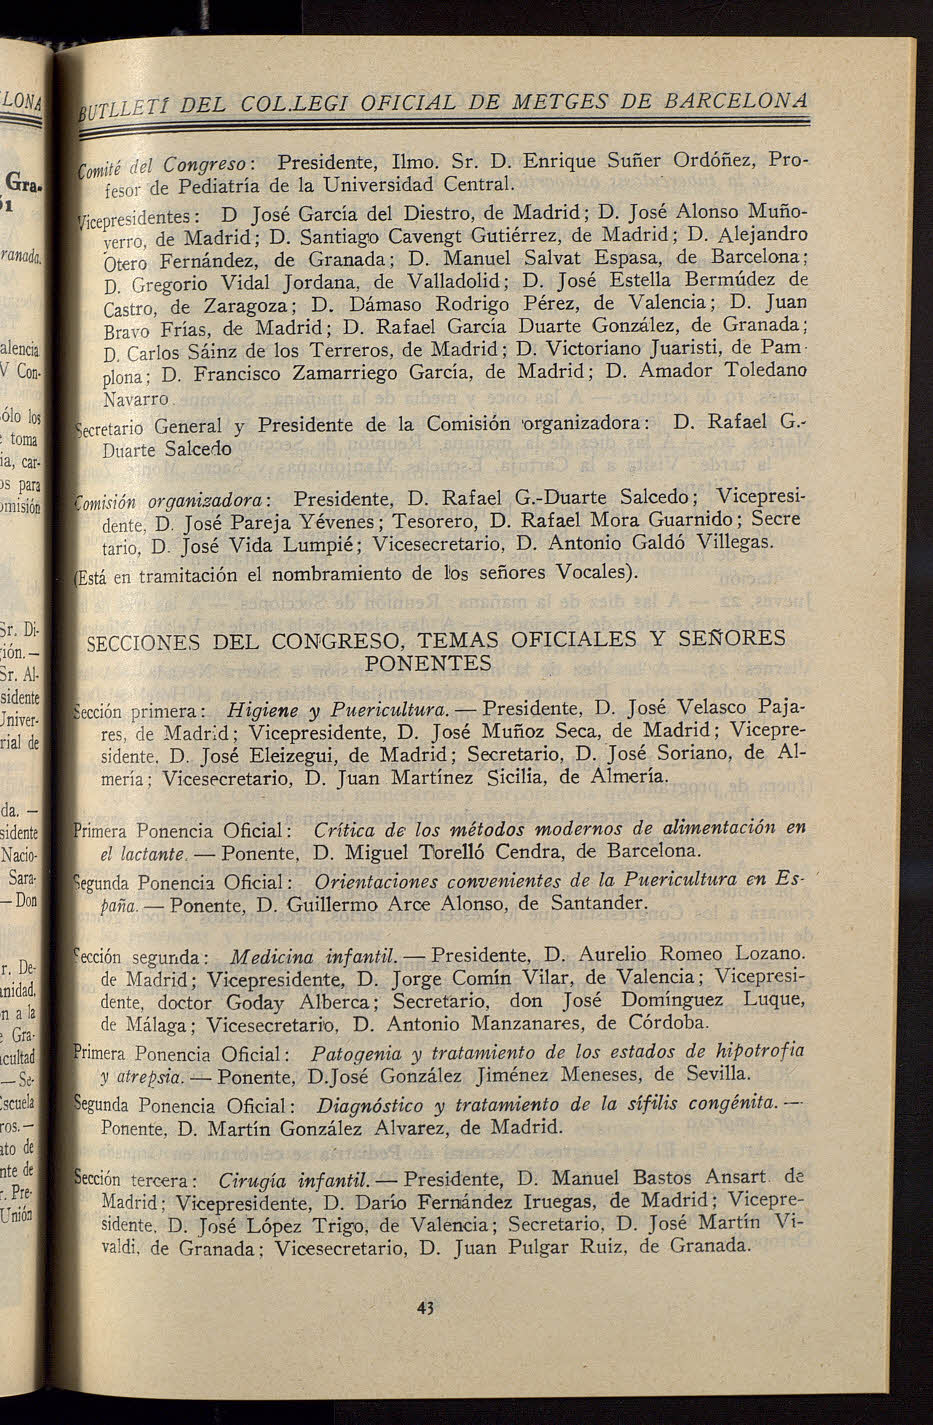 BUTLLETÍ DEL COL.LEGI OFICIAL DE METGES DE BARCELONA
Comité del Congreso: Presidente, Ilmo. Sr. D. Enrique Suñer Ordóñez, Pro-
fesor de Pediatría de la Universidad Central.
Vicepresidentes: D José García del Diestro, de Madrid; D. José Alonso Muño-
yerro, de Madrid; D. Santiago Cavengt Gutiérrez, de Madrid; D. Alejandro
Otero Fernández, de Granada; D. Manuel Salvat Espasa, de Barcelona;
D. Gregorio Vidal Jordana, de Valladolid; D. José Estella Bermúdez de
Castro, de Zaragoza; D. Dámaso Rodrigo Pérez, de Valencia; D. Juan
Bravo Frías, de Madrid; D. Rafael García Duarte González, de Granada;
D. Carlos Sáinz de los Terreros, de Madrid; D. Victoriano Juaristi, de Pam-
plona; D. Francisco Zamarriego García, de Madrid; D. Amador Toledano
Navarro.
Secretario General y Presidente de la Comisión organizadora: D. Rafael G.-
Duarte Salcedo
Comisión organizadora: Presidente, D. Rafael G.-Duarte Salcedo; Vicepresi-
dente, D. José Pareja Yévenes; Tesorero, D. Rafael Mora Guarnido; Secre
tario, D. José Vida Lumpié; Vicesecretario, D. Antonio Galdó Villegas.
(Está en tramitación el nombramiento de los señores Vocales).
SECCIONES DEL CONGRESO, TEMAS OFICIALES Y SEÑORES
PONENTES
Sección primera: Higiene y Puericultura. — Presidente, D. José Velasco Paja-
res, de Madrid; Vicepresidente, D. José Muñoz Seca, de Madrid; Vicepre-
sidente, D. José Eleizegui, de Madrid; Secretario, D. José Soriano, de Al-
mería; Vicesecretario, D. Juan Martínez Sicilia, de Almería.
Primera Ponencia Oficial: Crítica de los métodos modernos de alimentación en
el lactante. — Ponente, D. Miguel Torelló Cendra, de Barcelona.
Segunda Ponencia Oficial: Orientaciones convenientes de la Puericultura en Es-
paña. — Ponente, D. Guillermo Arce Alonso, de Santander.
Sección segunda: Medicina infantil. — Presidente, D. Aurelio Romeo Lozano.
de Madrid; Vicepresidente, D. Jorge Comín Vilar, de Valencia; Vicepresi-
dente, doctor Goday Alberca; Secretario, don José Domínguez Luque,
de Málaga; Vicesecretario, D. Antonio Manzanares, de Córdoba.
Primera Ponencia Oficial: Patogenia y tratamiento de los estados de hipotrofia
y atrepsia. — Ponente, D.José González Jiménez Meneses, de Sevilla.
Segunda Ponencia Oficial: Diagnóstico y tratamiento de la sífilis congénita. —
Ponente, D. Martín González Alvarez, de Madrid.
Sección tercera: Cirugía infantil. — Presidente, D. Manuel Bastos Ansart. de
Madrid; Vicepresidente, D. Darío Fernández Iruegas, de Madrid; Vicepre-
sidente, D. José López Trigo, de Valencia; Secretario, D. José Martín Vi-
valdi, de Granada; Vicesecretario, D. Juan Pulgar Ruiz, de Granada.
43